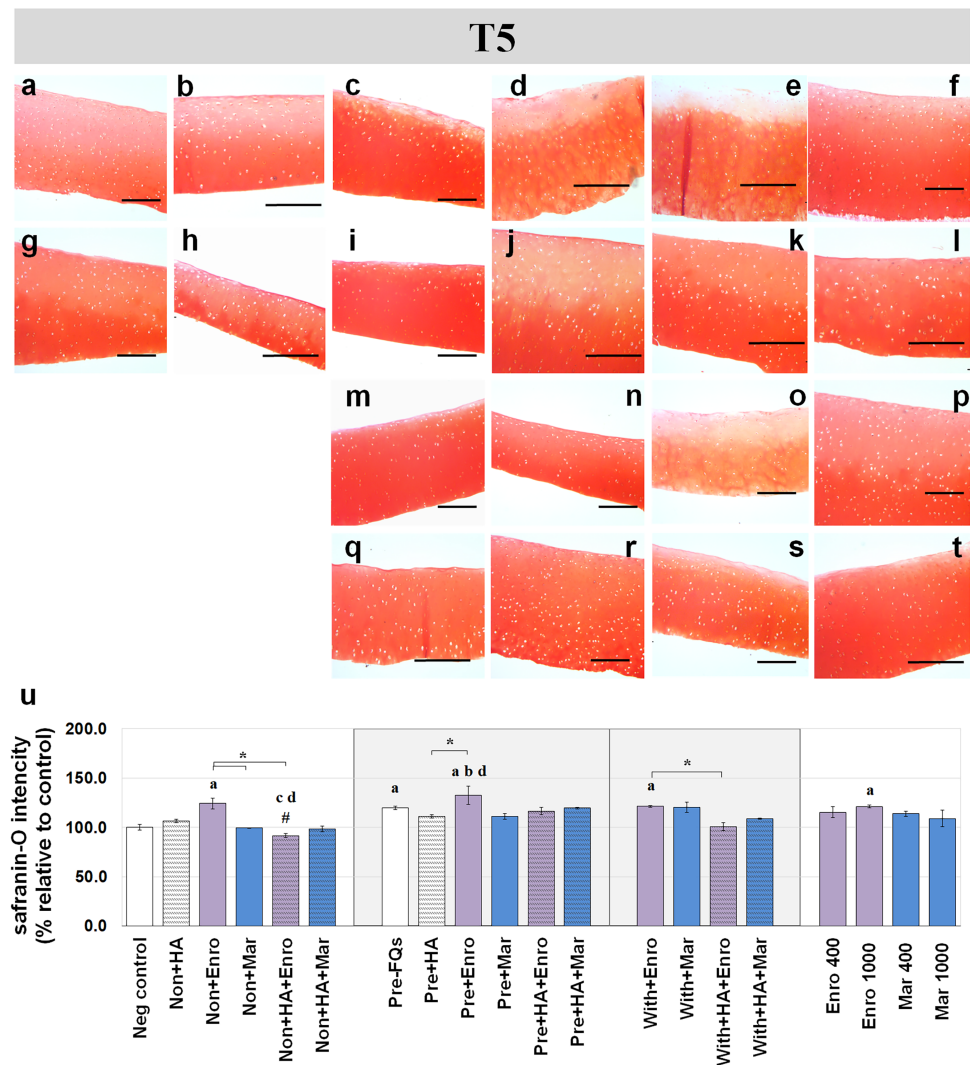 T5
a b c d e f
g h i j k l
m n o p
q r s t
u
safranin-O intencity
(% relative to control)
200.0
150.0
100.0
50.0
0.0
* a c d #
a * a b d
a *
a
Neg control
Non+HA
Non+Enro
Non+Mar
Non+HA+Enro
Non+HA+Mar
Pre-FQs
Pre+HA
Pre+Enro
Pre+Mar
Pre+HA+Enro
Pre+HA+Mar
With+Enro
With+Mar
With+HA+Enro
With+HA+Mar
Enro 400
Enro 1000
Mar 400
Mar 1000